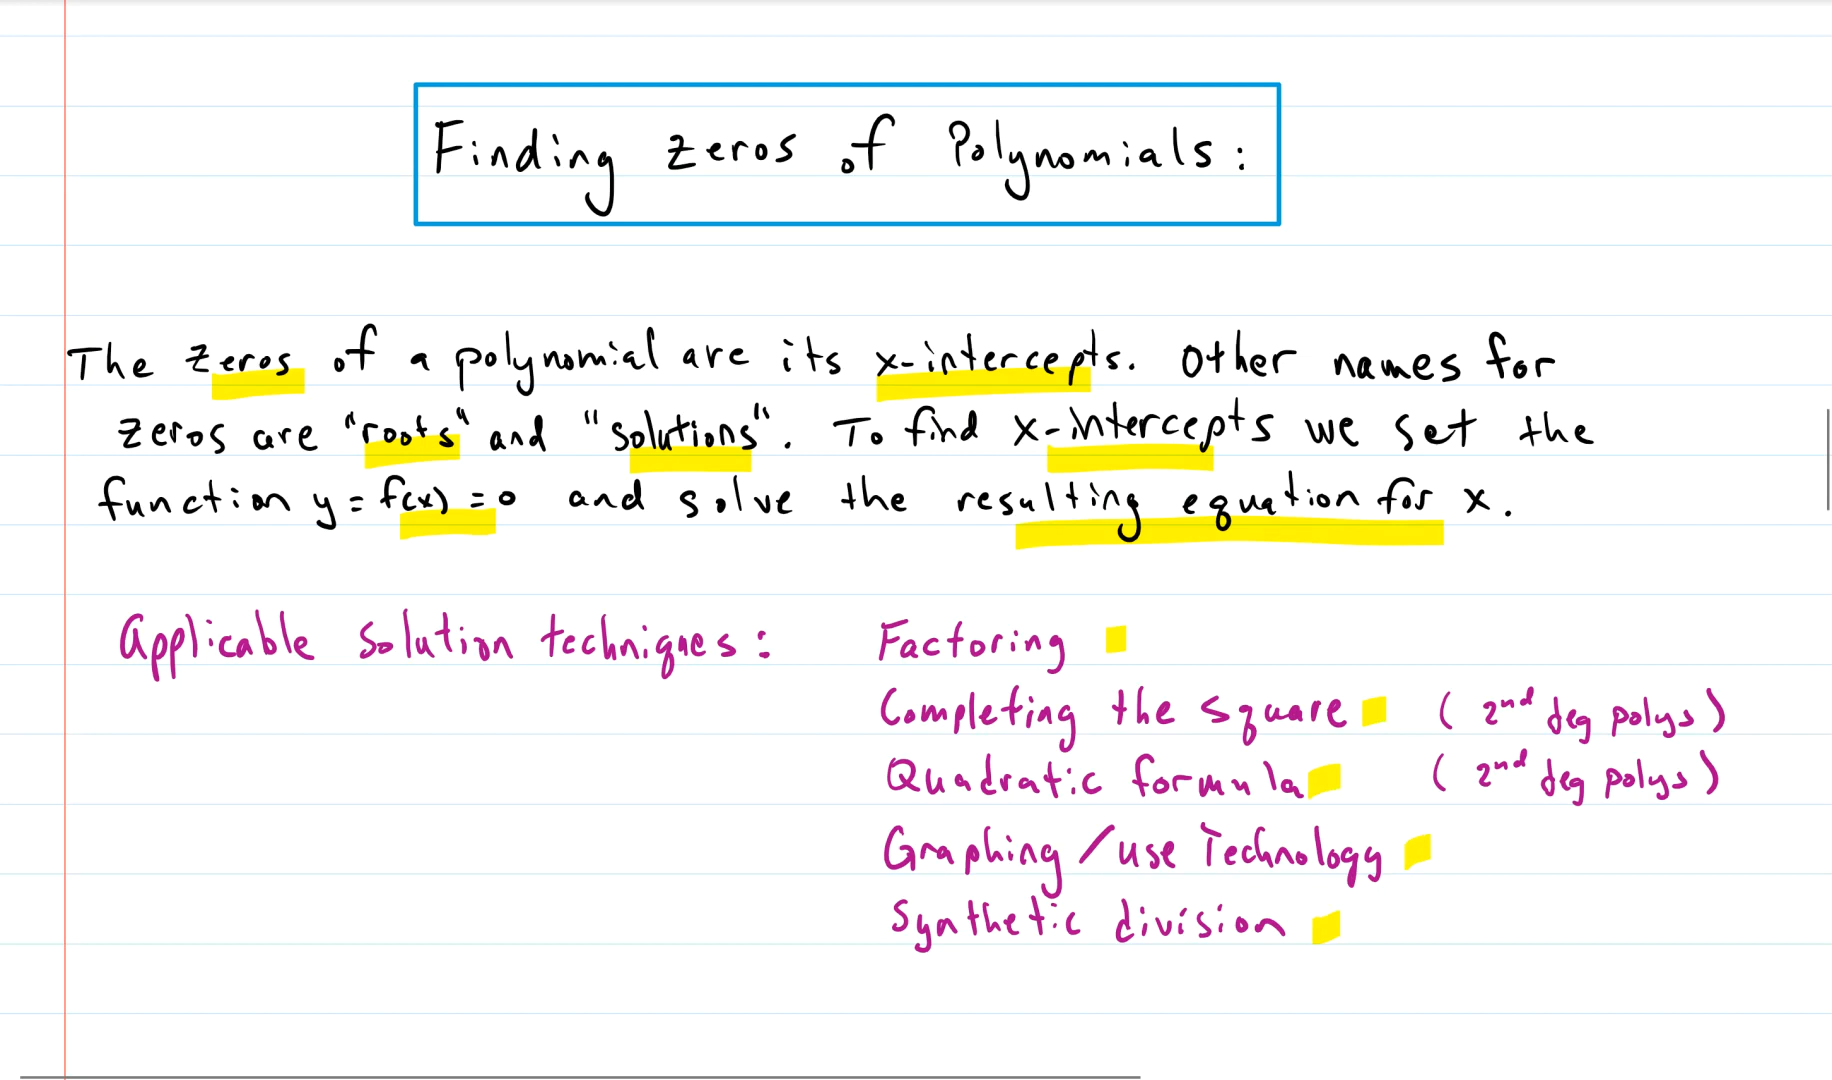 Finding zeros of Polynomials:
The zeros of a polynomial are its x-intercepts. Other names for
zeros are "roots" and "solutions". To find x-intercepts we set the
function y = f(x) = 0 and solve the resulting equation for x.
Applicable solution techniques: Factoring
Completing the square (2nd deg polys)
Quadratic formula (2nd deg polys)
Graphing / use Technology
Synthetic division